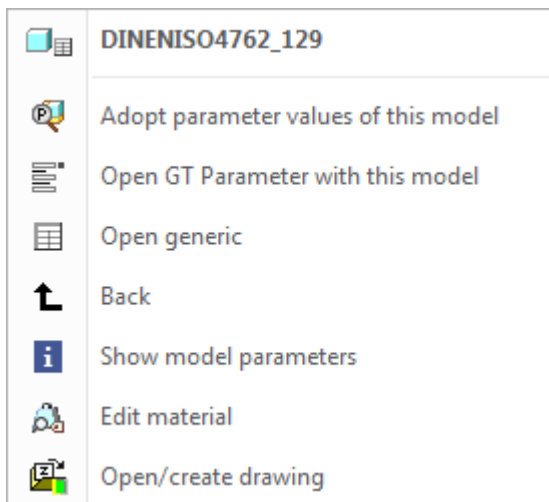 DINENISO4762_129
Adopt parameter values of this model
Open GT Parameter with this model
Open generic
Back
Show model parameters
Edit material
Open/create drawing